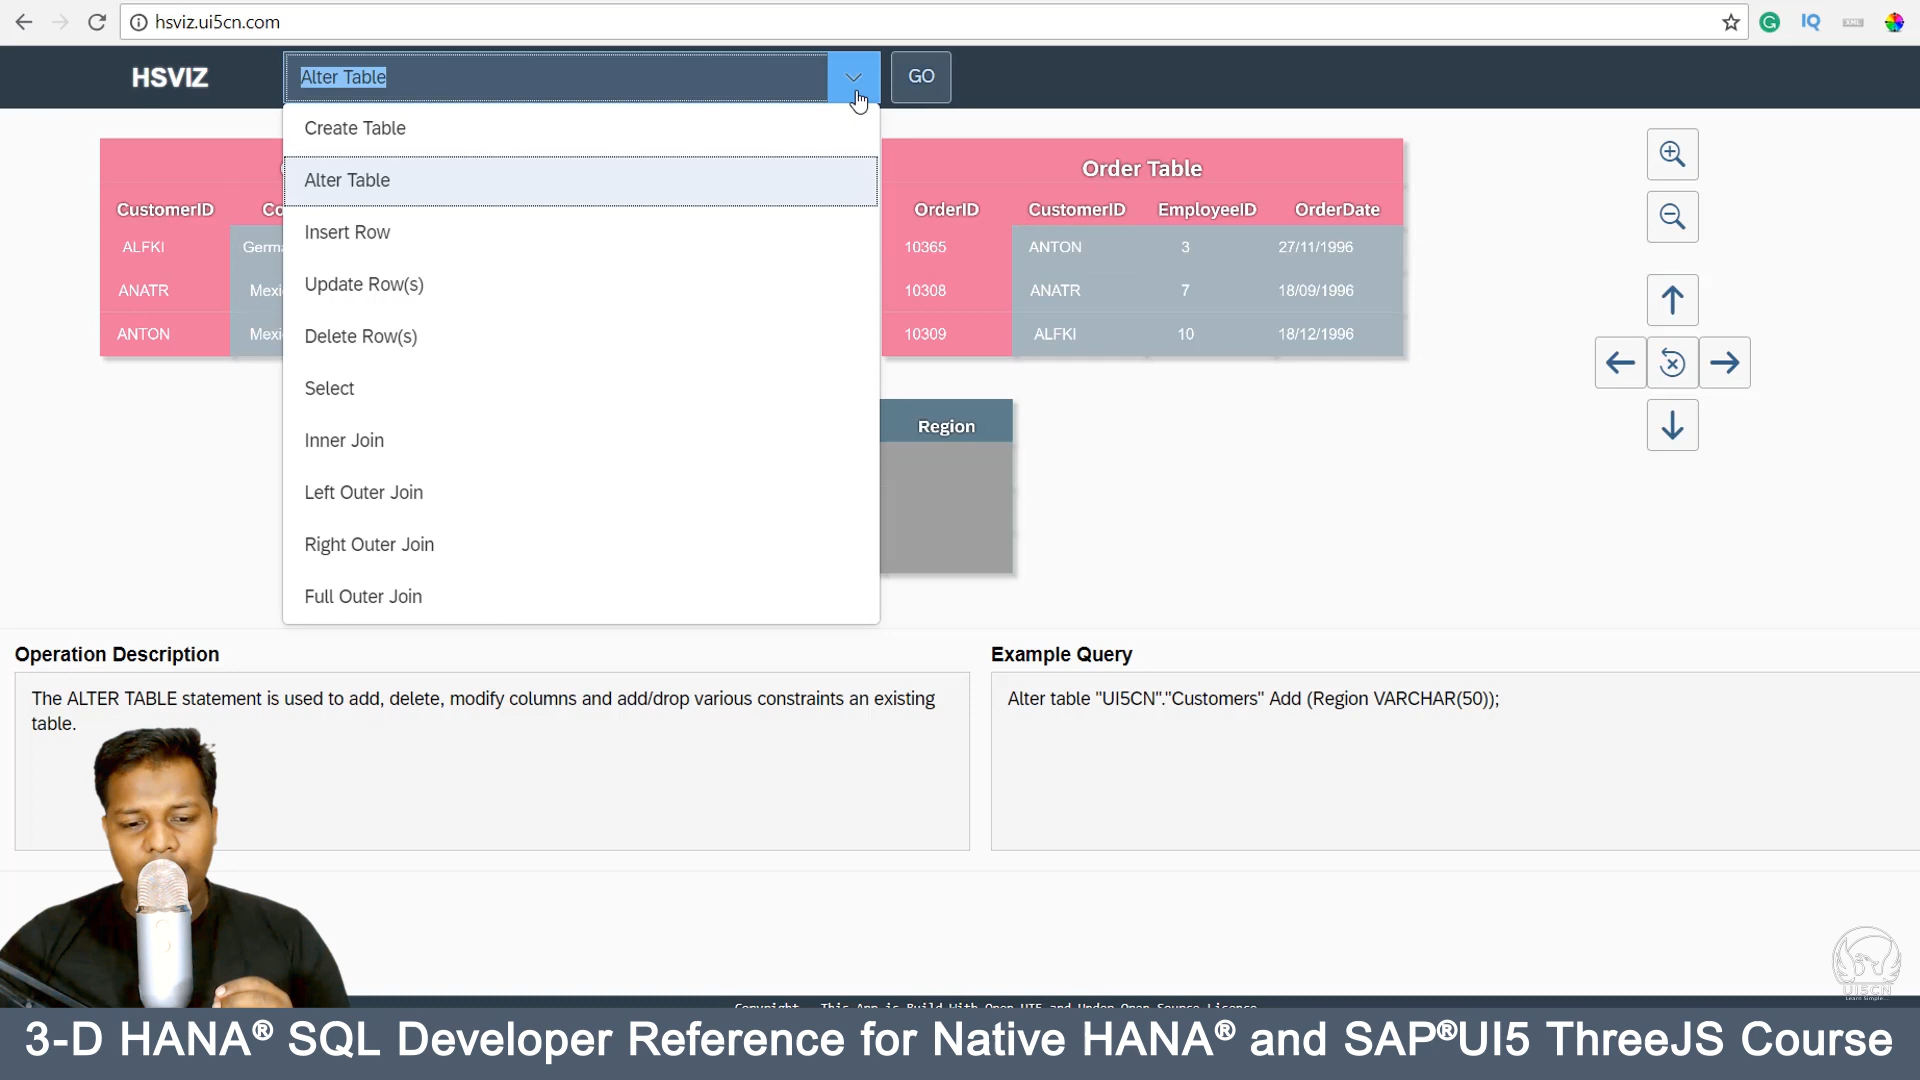 hsviz.ui5cn.com
HSVIZ
Alter Table
GO
Create Table
Alter Table
Insert Row
Update Row(s)
Delete Row(s)
Select
Inner Join
Left Outer Join
Right Outer Join
Full Outer Join
CustomerID
ALFKI
ANATR
ANTON
Order Table
OrderID CustomerID EmployeeID OrderDate
10365 ANTON 3 27/11/1996
10308 ANATR 7 18/09/1996
10309 ALFKI 10 18/12/1996
Region
Operation Description
The ALTER TABLE statement is used to add, delete, modify columns and add/drop various constraints an existing
table.
Example Query
Alter table "UI5CN"."Customers" Add (Region VARCHAR(50));
UI5CN
Learn Simple...
3-D HANA® SQL Developer Reference for Native HANA® and SAP®UI5 ThreeJS Course